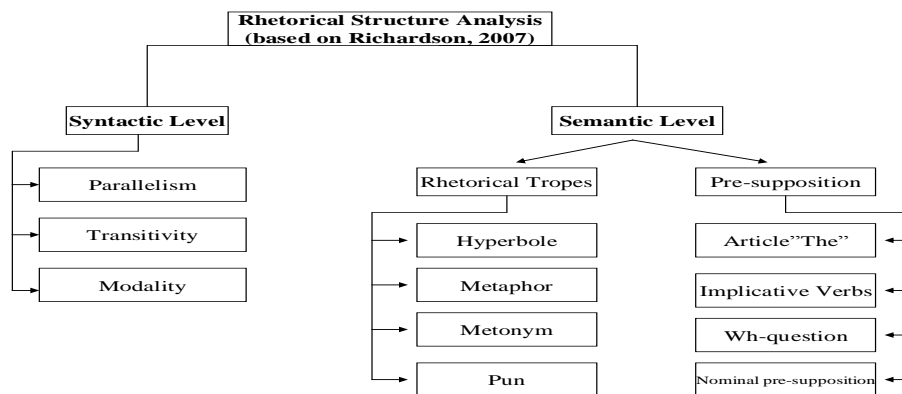 Rhetorical Structure Analysis
(based on Richardson, 2007)
Syntactic Level
Semantic Level
Parallelism
Transitivity
Modality
Rhetorical Tropes
Pre-supposition
Hyperbole
Article”The”
Metaphor
Implicative Verbs
Metonym
Wh-question
Pun
Nominal pre-supposition